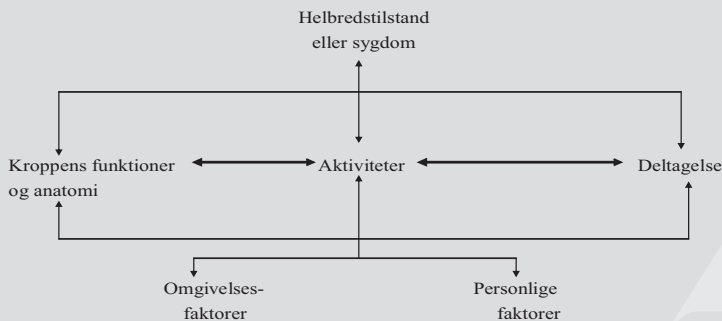 Helbredstilstand
eller sygdom
Kroppens funktioner
og anatomi
Aktiviteter
Deltagelse
Omgivelses-
faktorer
Personlige
faktorer